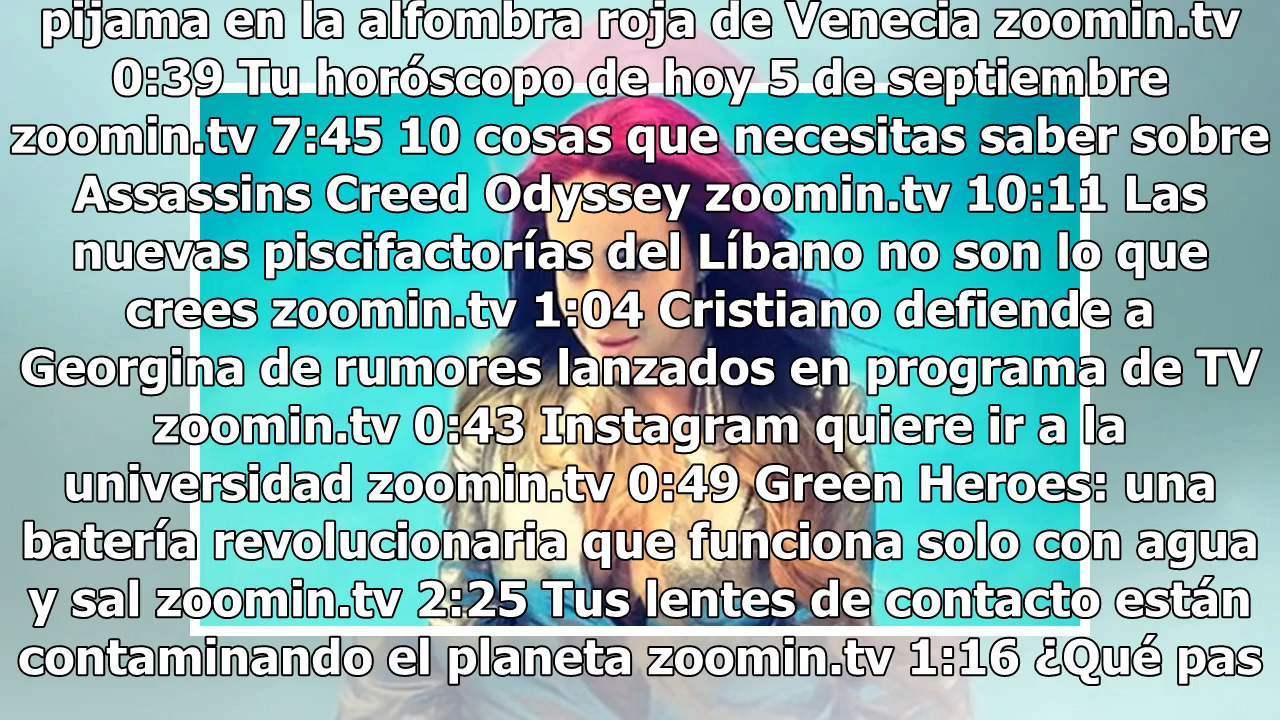 pijama en la alfombra roja de Venecia zoomin.tv
0:39 Tu horóscopo de hoy 5 de septiembre
zoomin.tv 7:45 10 cosas que necesitas saber sobre
Assassins Creed Odyssey zoomin.tv 10:11 Las
nuevas piscifactorías del Líbano no son lo que
crees zoomin.tv 1:04 Cristiano defiende a
Georgina de rumores lanzados en programa de TV
zoomin.tv 0:43 Instagram quiere ir a la
universidad zoomin.tv 0:49 Green Heroes: una
batería revolucionaria que funciona solo con agua
y sal zoomin.tv 2:25 Tus lentes de contacto están
contaminando el planeta zoomin.tv 1:16 ¿Qué pas